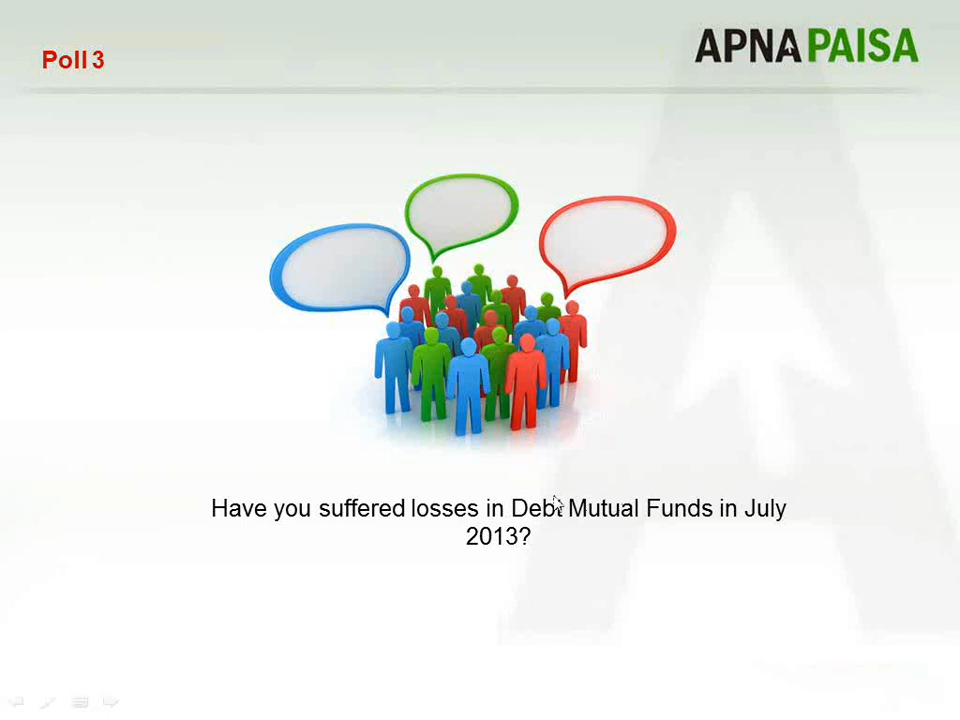 Poll 3
APNAPAISA
Have you suffered losses in Debt Mutual Funds in July
2013?